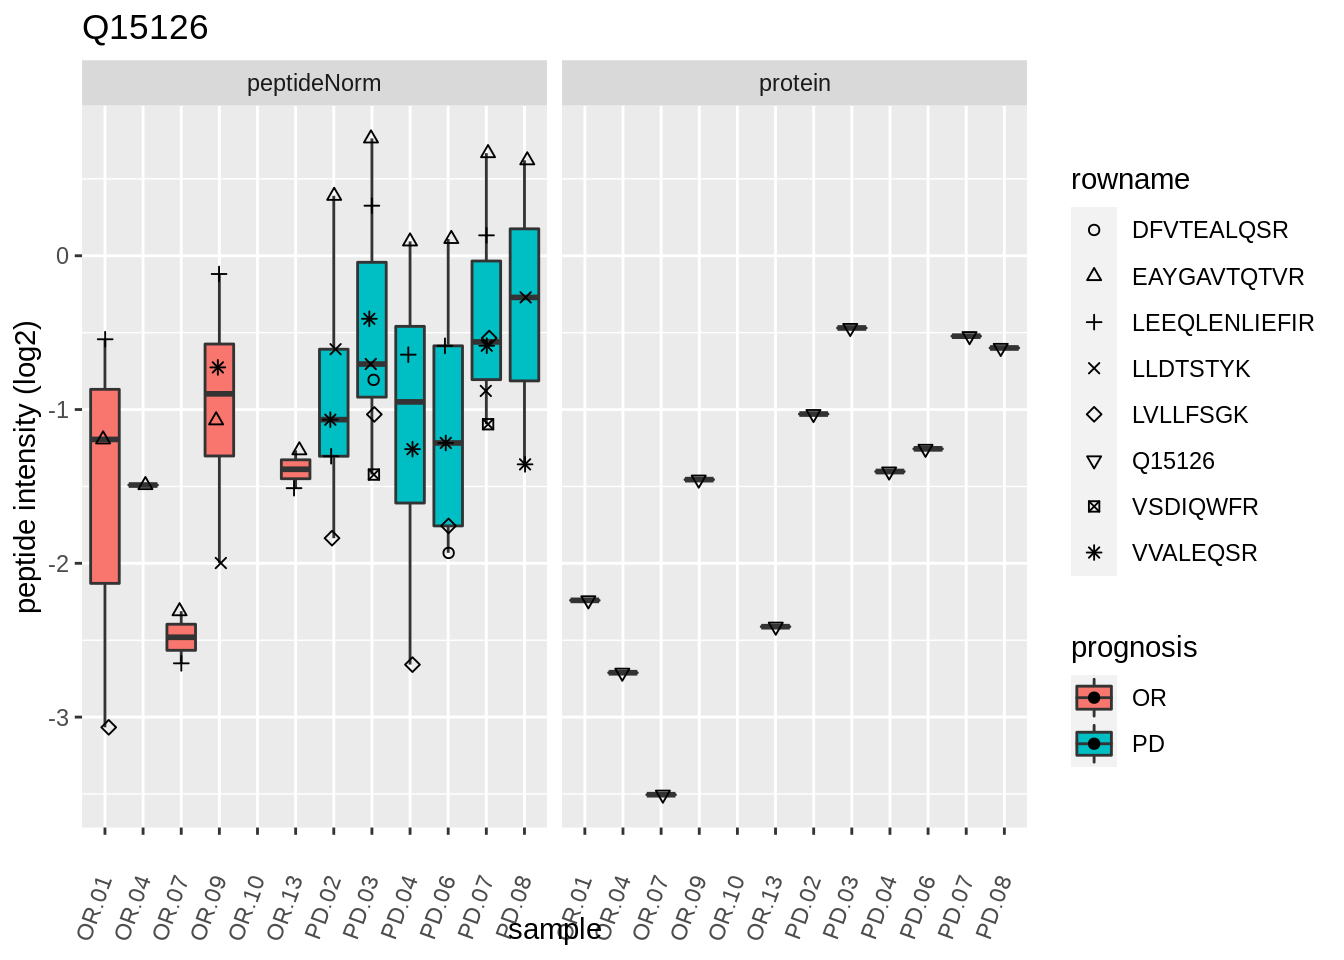 Q15126
peptideNorm
protein
peptide intensity (log2)
0
-1
-2
-3
OR.01
OR.04
OR.07
OR.09
OR.10
OR.13
PD.02
PD.03
PD.04
PD.06
PD.07
PD.08
OR.01
OR.04
OR.07
OR.09
OR.10
OR.13
PD.02
PD.03
PD.04
PD.06
PD.07
PD.08
sample
rowname
DFVTEALQSR
EAYGAVTQTVR
LEEQLENLIEFIR
LLDTSTYK
LVLLFSGK
Q15126
VSDIQWFR
VVALEQSR
prognosis
OR
PD